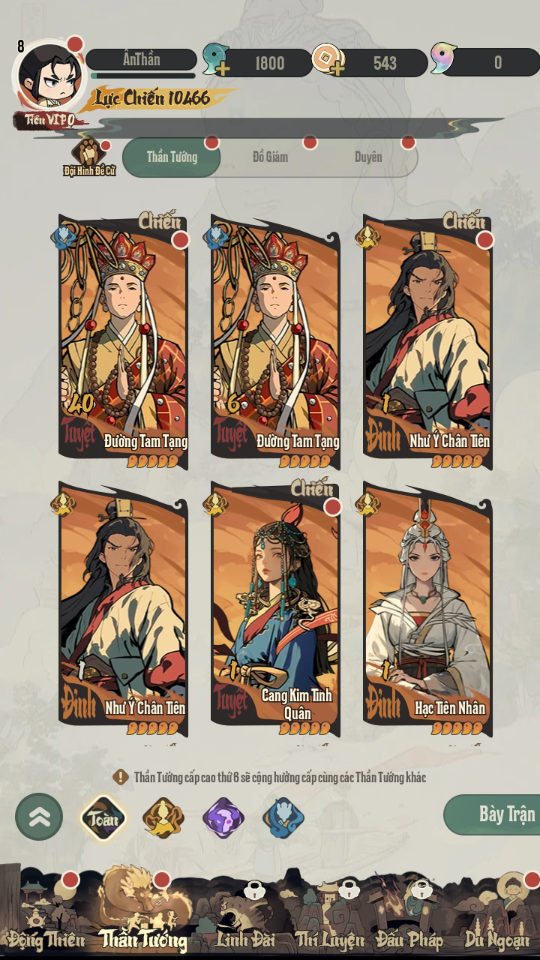 8
ẨnThần
1800
543
0
Lực Chiến 10466
Tiên VIP 0
Đội Hình Đề Cử
Thần Tướng
Đồ Giám
Duyên
Chiến
Chiến
40
6
1
Tuyệt
Đường Tam Tạng
Tuyệt
Đường Tam Tạng
Đỉnh
Như Ý Chân Tiên
Chiến
1
1
1
Đỉnh
Như Ý Chân Tiên
Tuyệt
Cang Kim Tinh
Quân
Đỉnh
Hạc Tiên Nhân
Thần Tướng cấp cao thứ 6 sẽ cộng hưởng cấp cùng các Thần Tướng khác
Toàn
Bày Trận
Động Thiên
Thần Tướng
Linh Đài
Thí Luyện
Đấu Pháp
Du Ngoạn